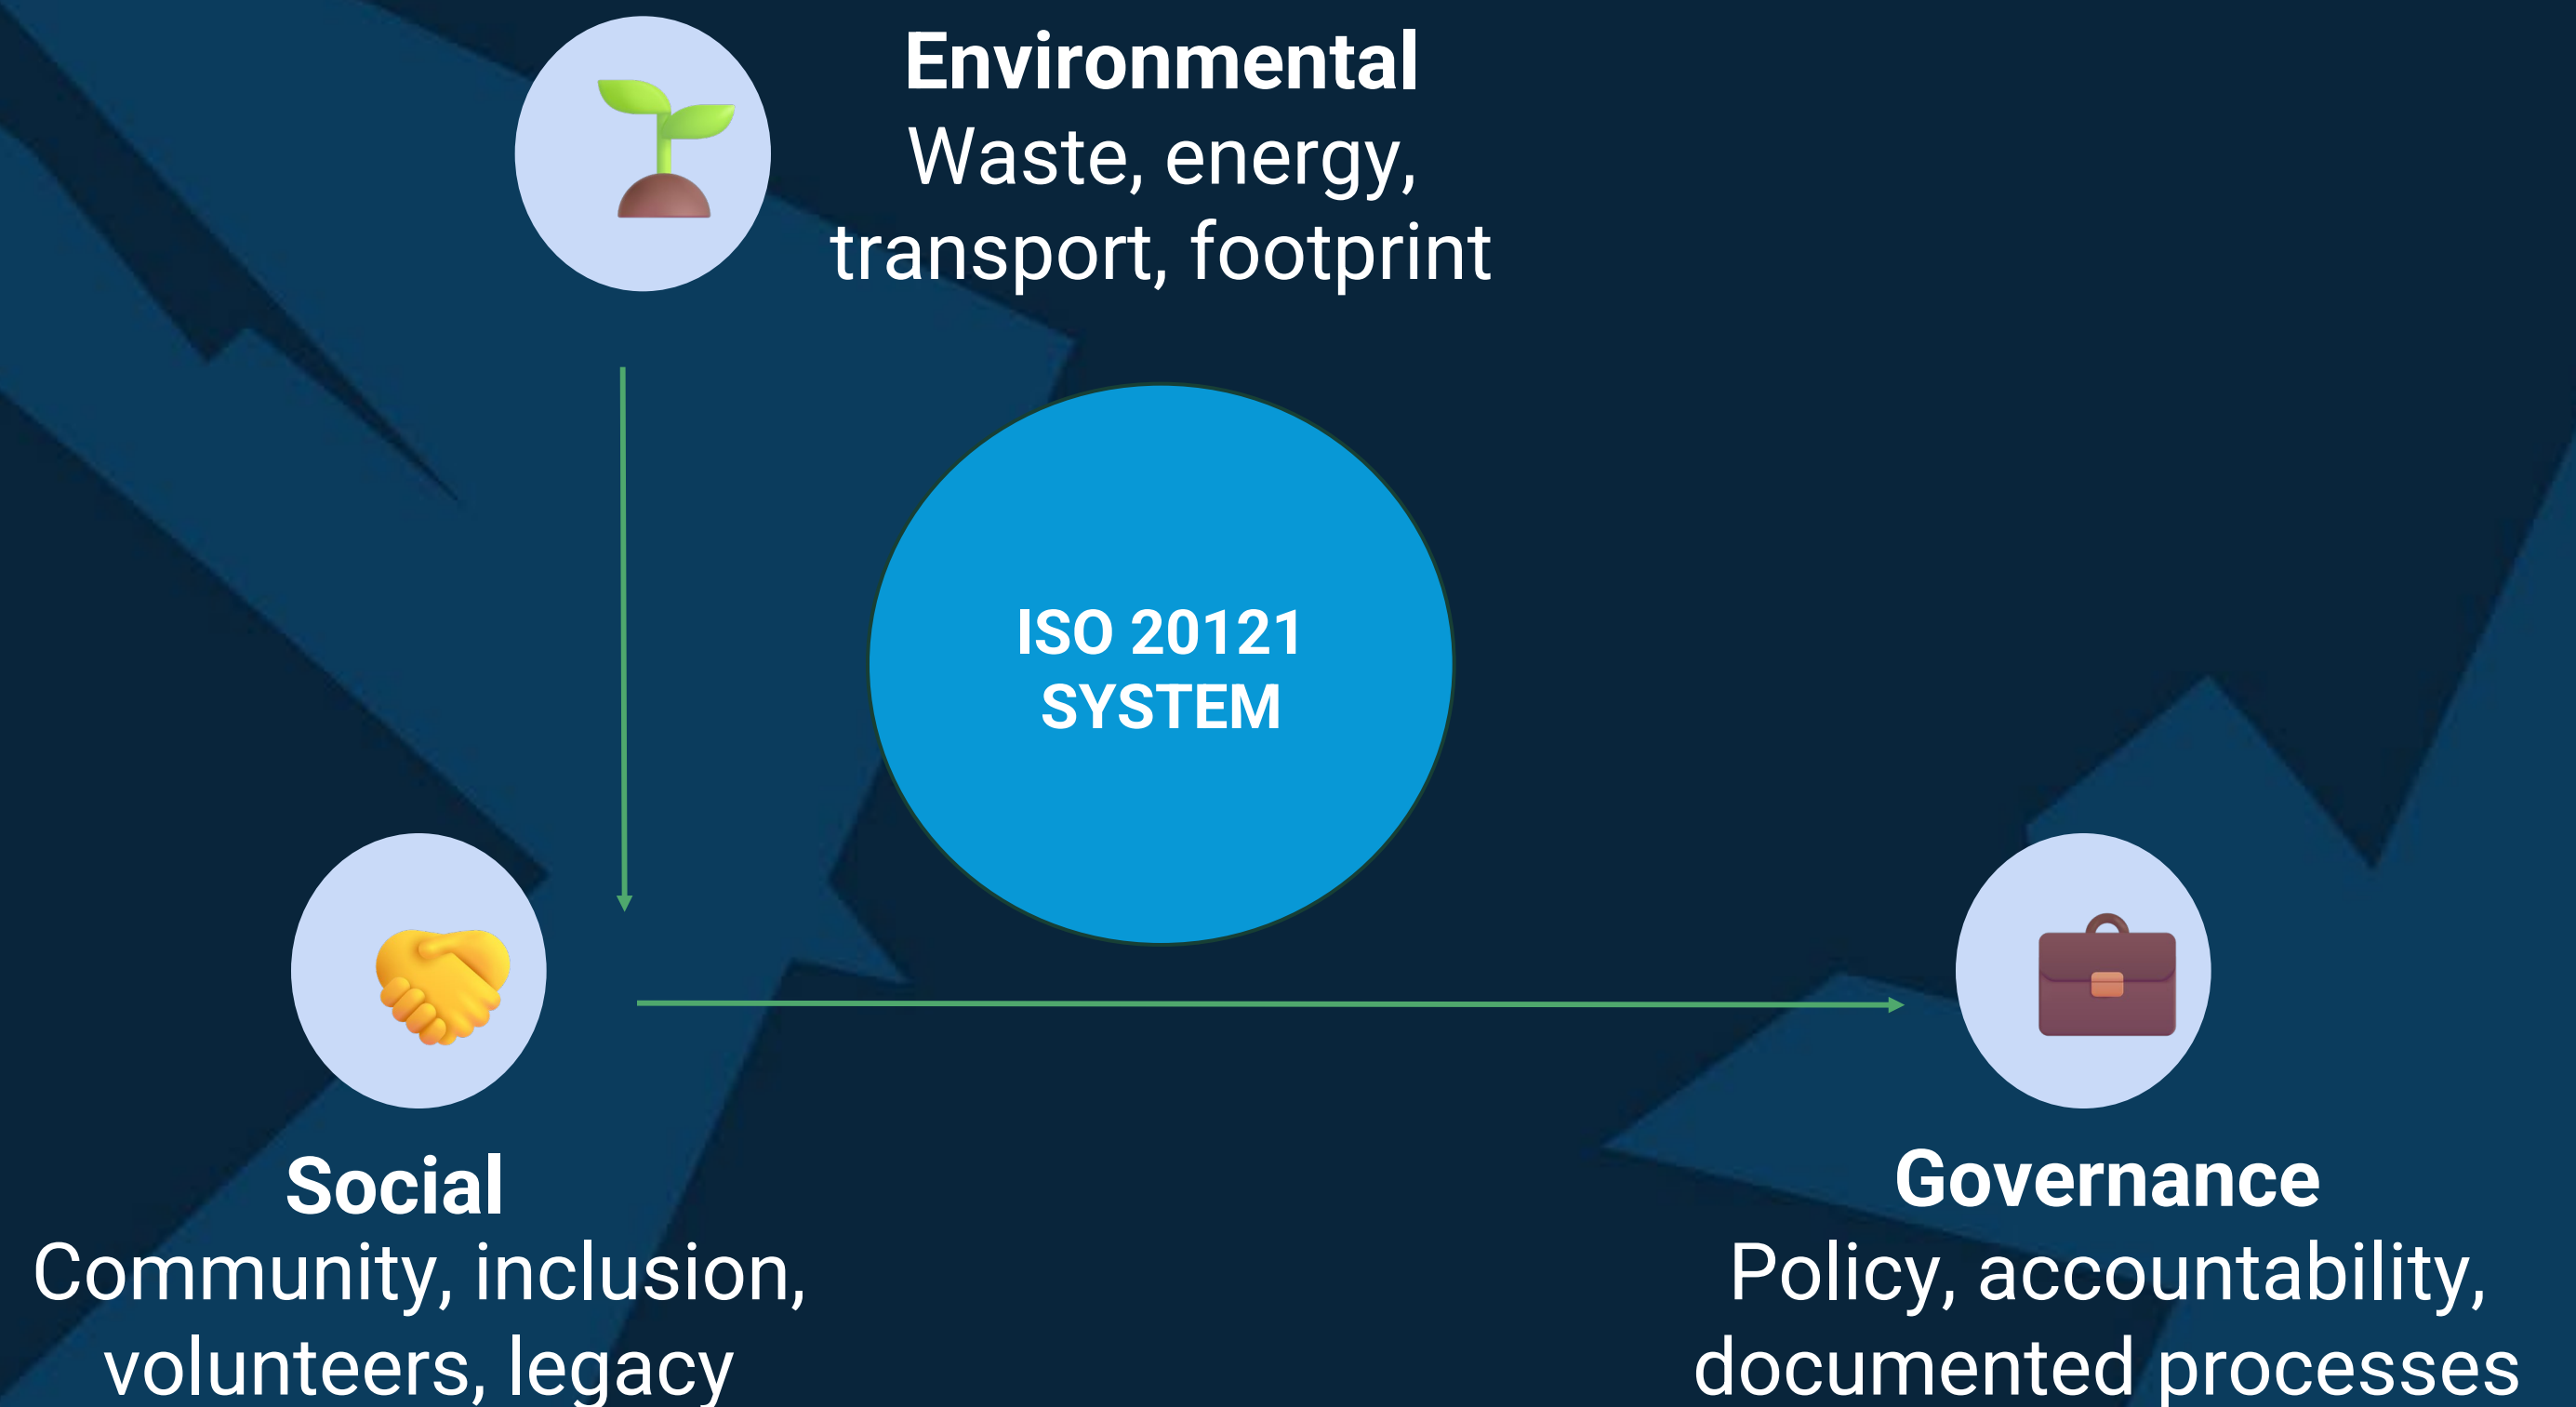 Environmental
Waste, energy,
transport, footprint
ISO 20121
SYSTEM
Social
Community, inclusion,
volunteers, legacy
Governance
Policy, accountability,
documented processes